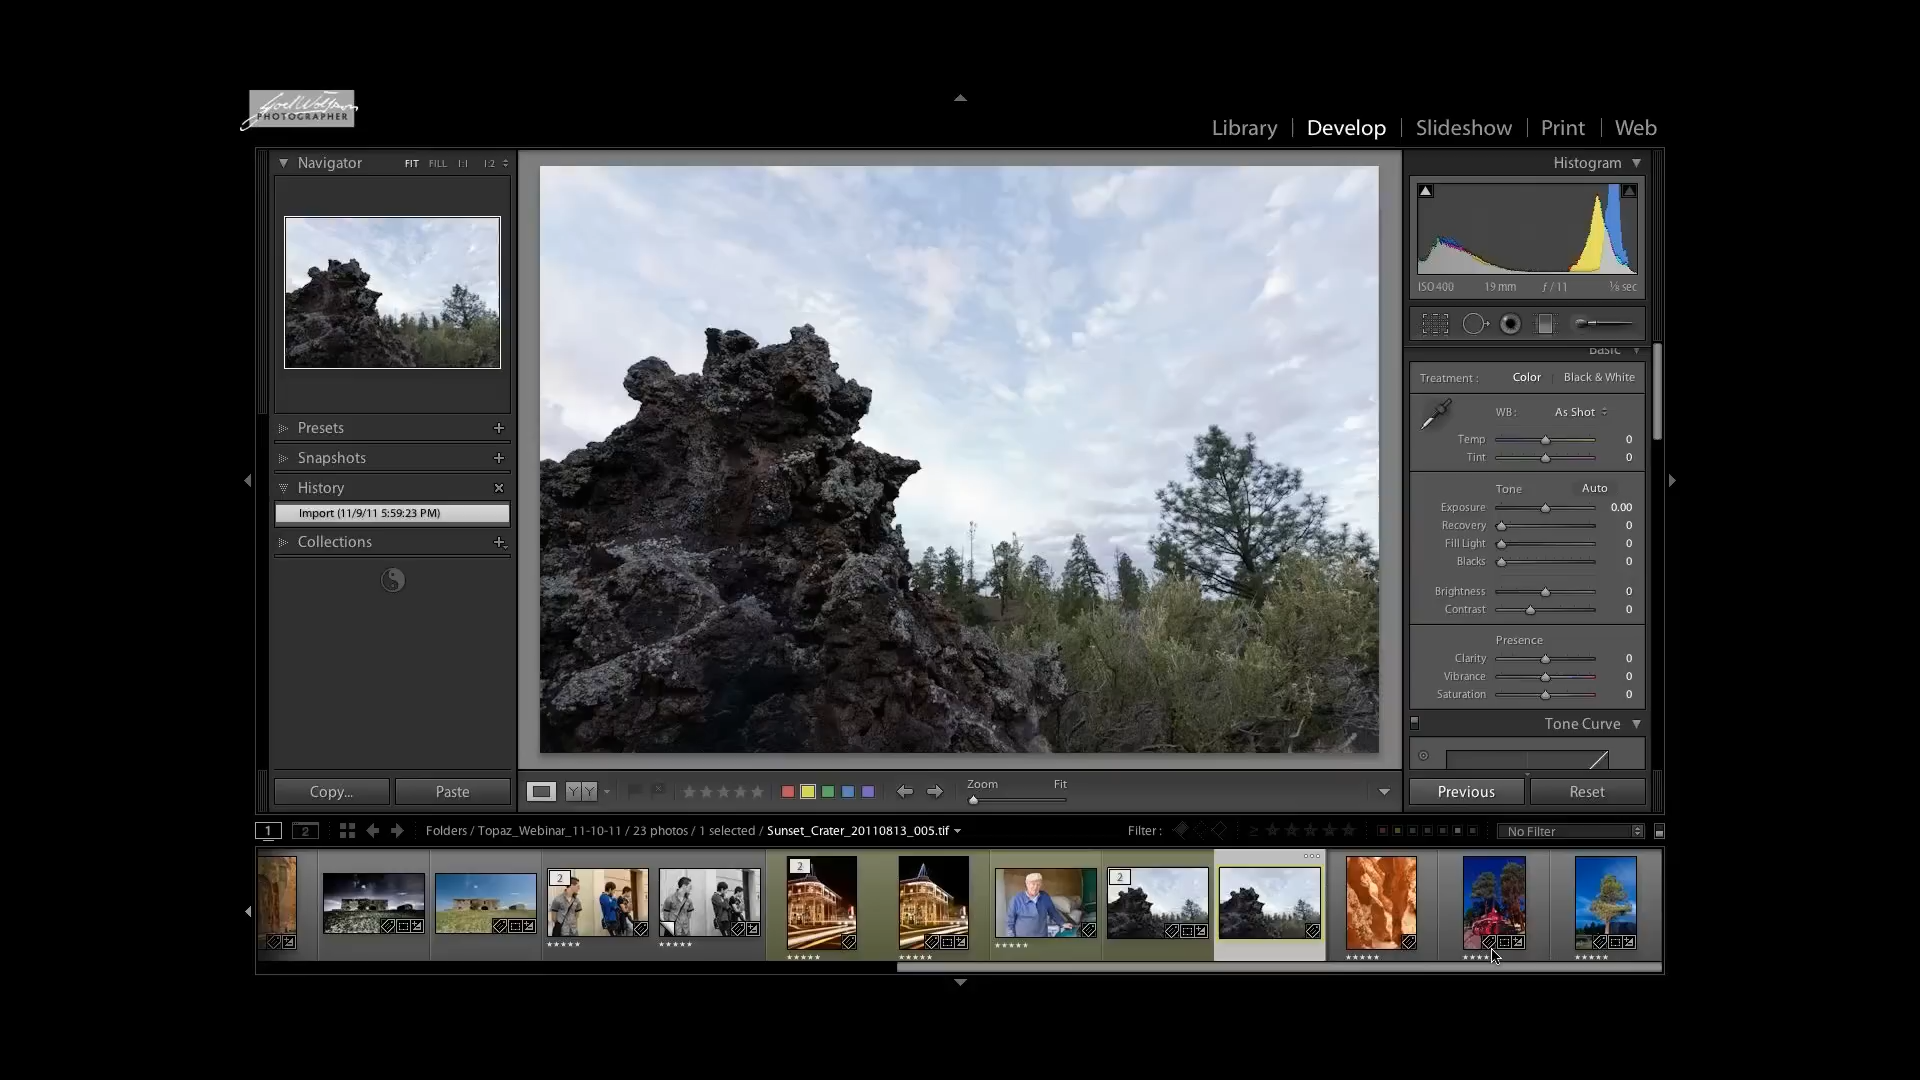 Joel Wolfson
PHOTOGRAPHER
Library | Develop | Slideshow | Print | Web
Navigator FIT FILL 1:1 1:2
Presets
Snapshots
History
Import (11/9/11 5:59:23 PM)
Collections
Copy... Paste
Histogram
ISO 400 19 mm f / 11 ⅛ sec
Basic
Treatment : Color Black & White
WB : As Shot
Temp 0
Tint 0
Tone Auto
Exposure 0.00
Recovery 0
Fill Light 0
Blacks 0
Brightness 0
Contrast 0
Presence
Clarity 0
Vibrance 0
Saturation 0
Tone Curve
Previous Reset
Y Y Zoom Fit
1 2 Folders / Topaz_Webinar_11-10-11 / 23 photos / 1 selected / Sunset_Crater_20110813_005.tif Filter : No Filter
2 2 2